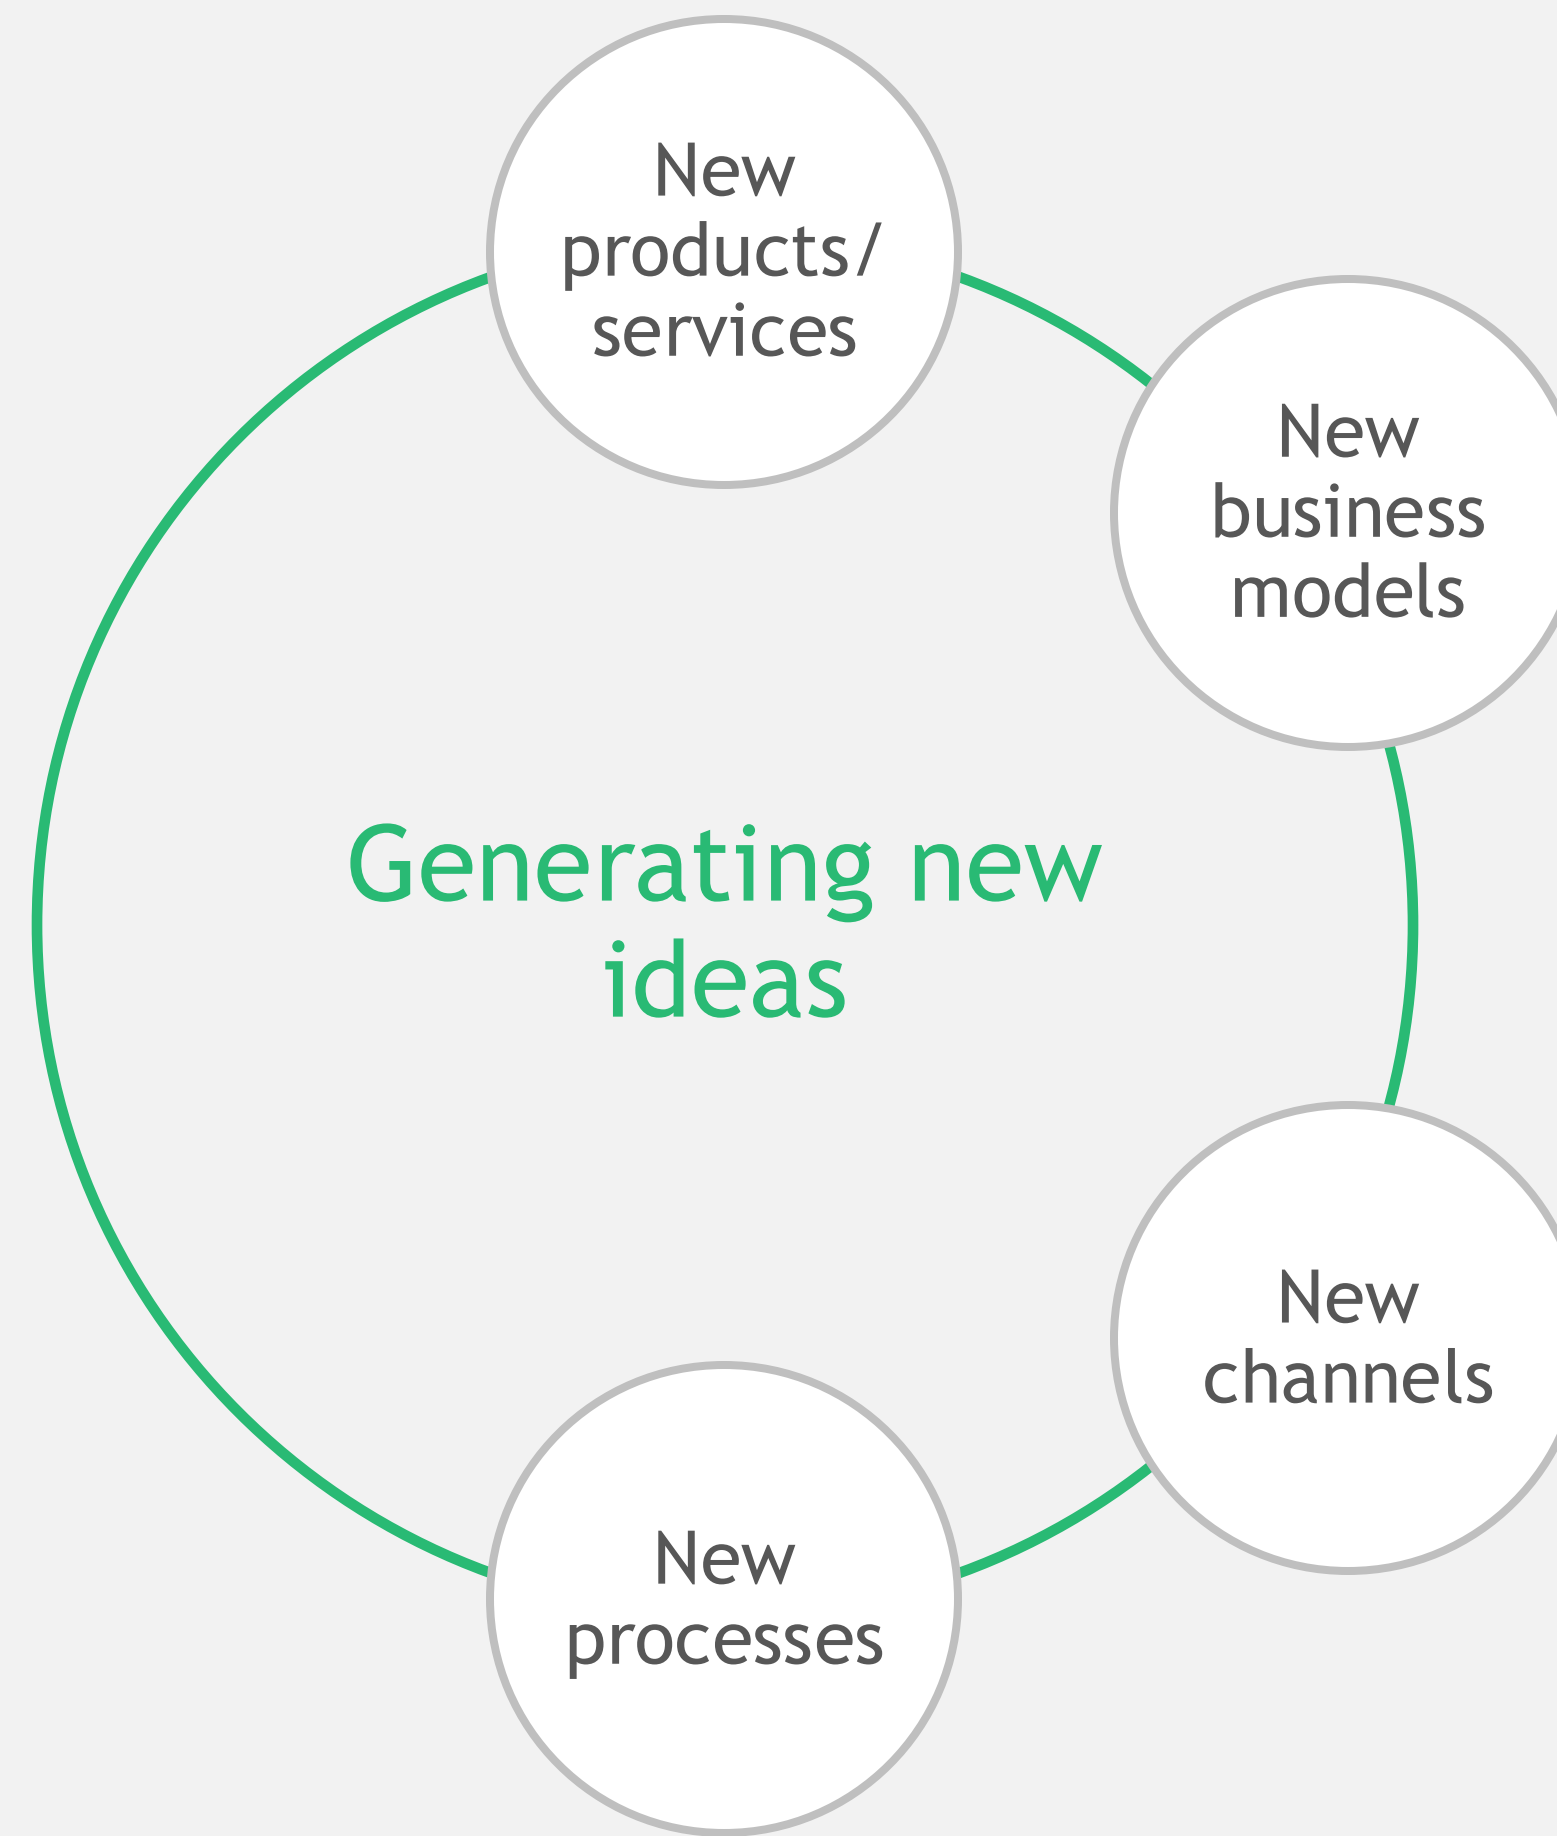 New
products/
services
New
business
models
Generating new
ideas
New
channels
New
processes